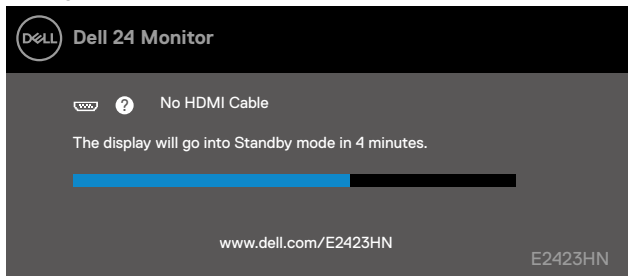 DELL Dell 24 Monitor
? No HDMI Cable
The display will go into Standby mode in 4 minutes.
www.dell.com/E2423HN
E2423HN